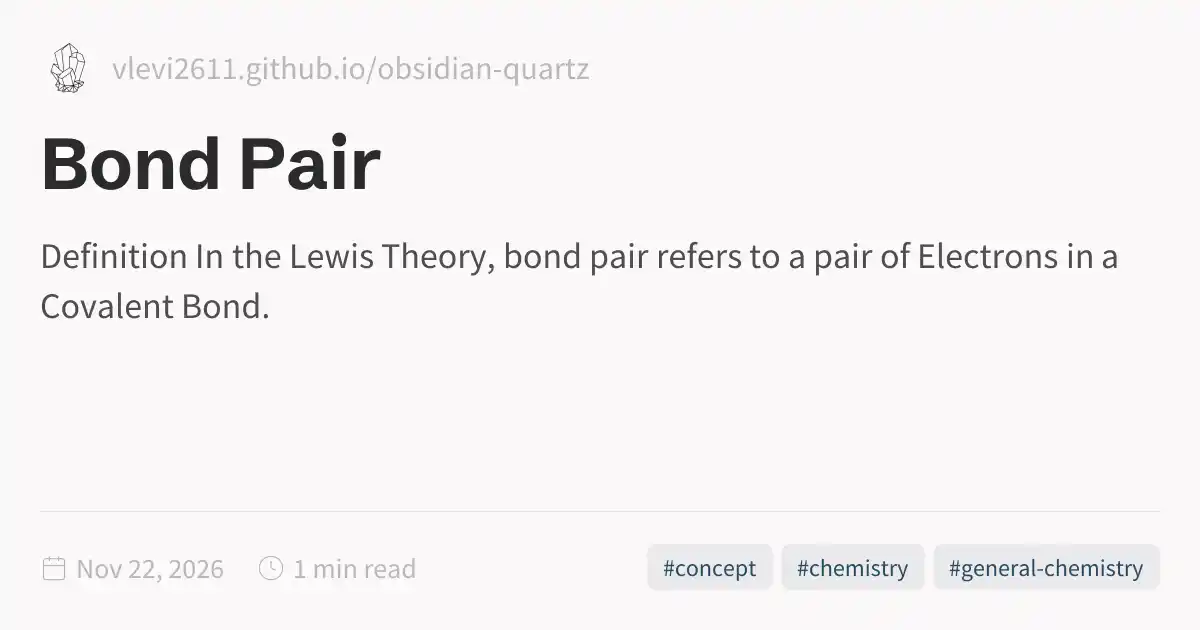 vlevi2611.github.io/obsidian-quartz
Bond Pair
Definition In the Lewis Theory, bond pair refers to a pair of Electrons in a
Covalent Bond.
Nov 22, 2026 1 min read #concept #chemistry #general-chemistry